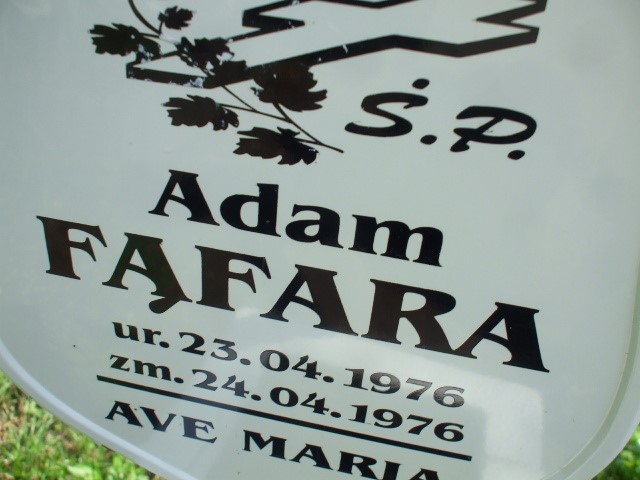 Ś.P.
Adam
FĄFARA
ur. 23.04.1976
zm. 24.04.1976
AVE MARIA